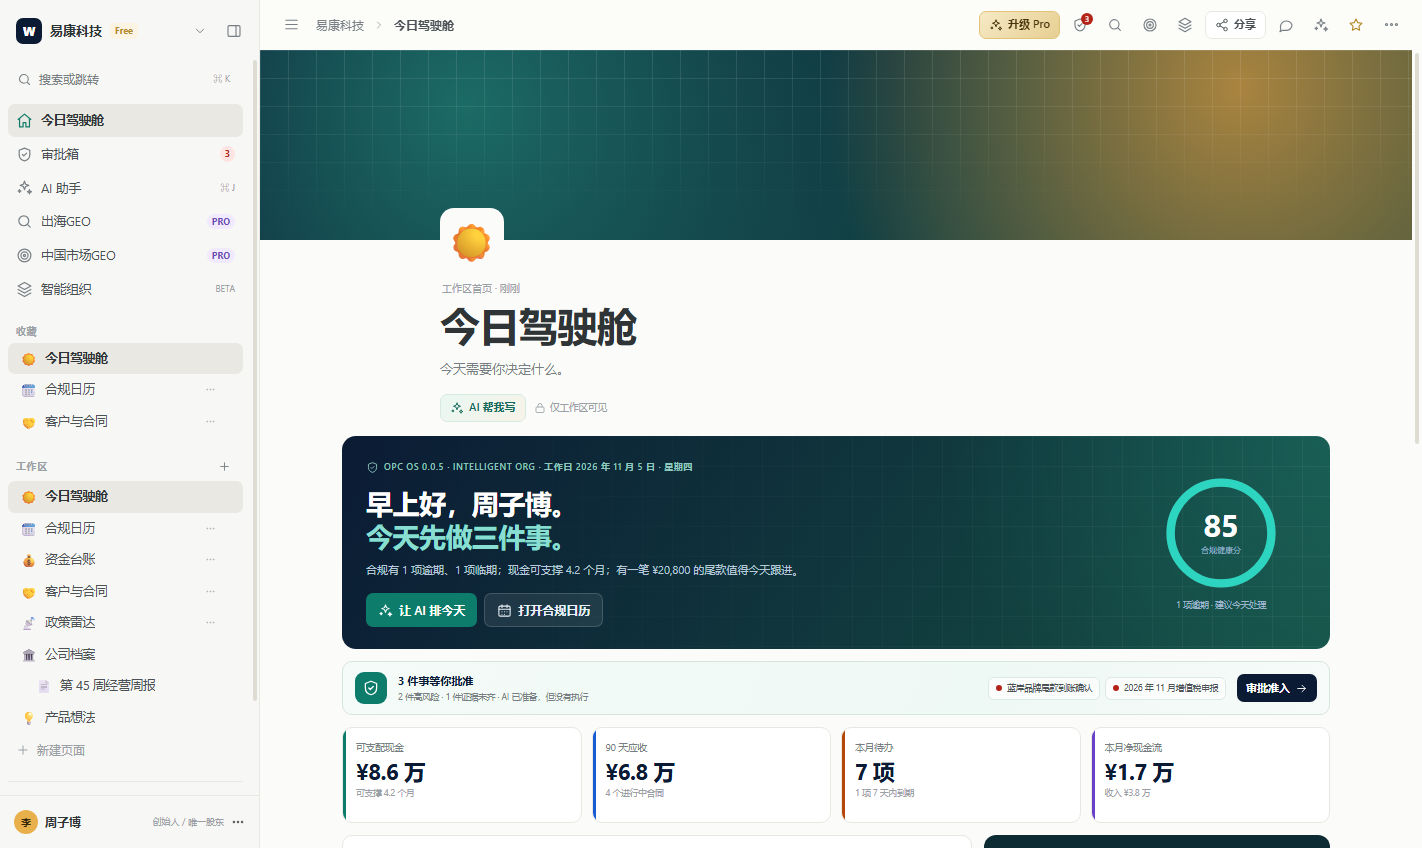 W 易康科技 Free
搜索或跳转 ⌘ K
今日驾驶舱
审批箱 3
AI 助手 ⌘ J
出海GEO PRO
中国市场GEO PRO
智能组织 BETA
收藏
今日驾驶舱
合规日历 ···
客户与合同 ···
工作区 +
今日驾驶舱
合规日历 ···
资金台账 ···
客户与合同 ···
政策雷达 ···
公司档案
第 45 周经营周报
产品想法
+ 新建页面
李 周子博 创始人 / 唯一股东 ···
易康科技 > 今日驾驶舱
升级 Pro 3 分享 ···
工作区首页 · 刚刚
今日驾驶舱
今天需要你决定什么。
AI 帮我写 仅工作区可见
OPC OS 0.0.5 · INTELLIGENT ORG · 工作日 2026 年 11 月 5 日 · 星期四
早上好，周子博。
今天先做三件事。
合规有 1 项逾期、1 项临期；现金可支撑 4.2 个月；有一笔 ¥20,800 的尾款值得今天跟进。
让 AI 排今天 打开合规日历
85
合规健康分
1 项逾期 · 建议今天处理
3 件事等你批准
2 件高风险 · 1 件证据未齐 · AI 已准备，但没有执行
蓝岸品牌尾款到账确认 2026 年 11 月增值税申报 审批准入 →
可支配现金
¥8.6 万
可支撑 4.2 个月
90 天应收
¥6.8 万
4 个进行中合同
本月待办
7 项
1 项 7 天内到期
本月净现金流
¥1.7 万
收入 ¥3.8 万